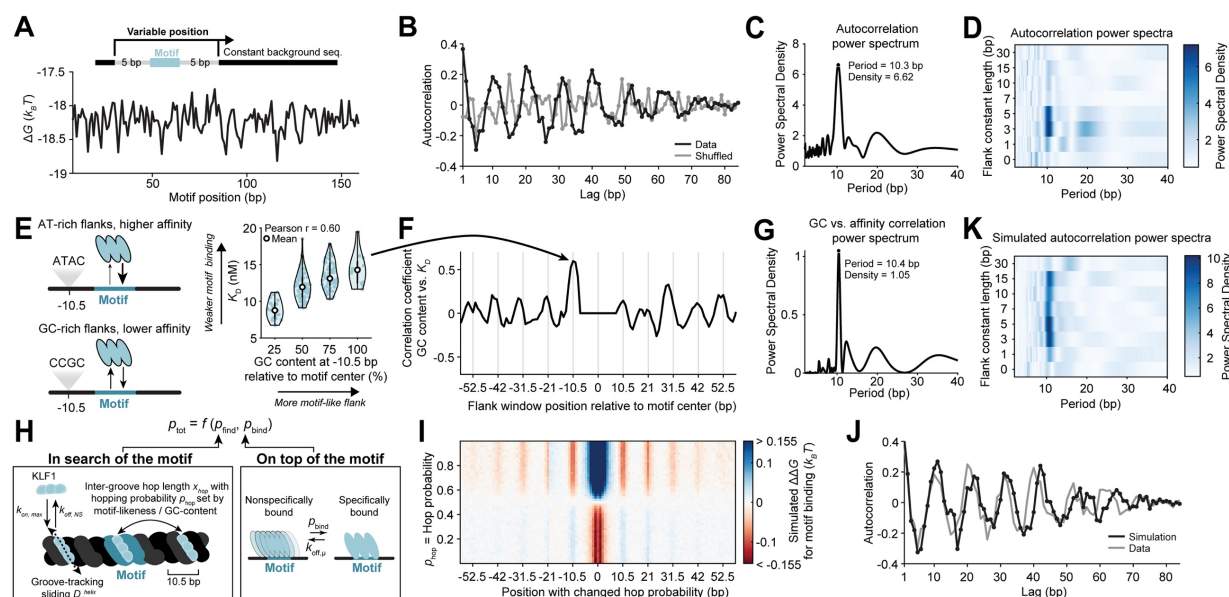 A
Variable position
Motif
Constant background seq.
5 bp
5 bp
-17.5
-18
-18.5
-19
ΔG (kBT)
50
100
150
Motif position (bp)
B
0.4
0.2
0
-0.2
-0.4
Autocorrelation
Data
Shuffled
1
10
20
30
40
50
60
70
80
Lag (bp)
C
Autocorrelation
power spectrum
Period = 10.3 bp
Density = 6.62
8
6
4
2
0
Power Spectral Density
0
10
20
30
40
Period (bp)
D
Autocorrelation power spectra
Flank constant length (bp)
30
15
10
7
5
3
1
0
0
10
20
30
40
Period (bp)
6
4
2
Power Spectral Density
E
AT-rich flanks, higher affinity
ATAC
-10.5
Motif
GC-rich flanks, lower affinity
CCGC
-10.5
Motif
Weaker motif binding
KD (nM)
20
15
10
5
Pearson r = 0.60
Mean
25
50
75
100
GC content at -10.5 bp
relative to motif center (%)
More motif-like flank
F
Correlation coefficient
GC content vs. KD
0.5
0
-0.5
-52.5
-42
-31.5
-21
-10.5
0
10.5
21
31.5
42
52.5
Flank window position relative to motif center (bp)
G
GC vs. affinity correlation
power spectrum
Period = 10.4 bp
Density = 1.05
1
0.5
0
Power Spectral Density
0
10
20
30
40
Period (bp)
K
Simulated autocorrelation power spectra
Flank constant length (bp)
30
15
10
7
5
3
1
0
0
10
20
30
40
Period (bp)
10
8
6
4
2
Power Spectral Density
H
ptot = f (pfind, pbind)
In search of the motif
KLF1
Inter-groove hop length xhop with
hopping probability phop set by
motif-likeness / GC-content
kon, max
koff, NS
Motif
10.5 bp
Groove-tracking
sliding D helix
On top of the motif
Nonspecifically
bound
Specifically
bound
pbind
koff,μ
Motif
Motif
I
phop = Hop probability
0.8
0.6
0.4
0.2
-52.5
-42
-31.5
-21
-10.5
0
10.5
21
31.5
42
52.5
Position with changed hop probability (bp)
> 0.155
0.1
0
-0.1
< -0.155
Simulated ΔΔG
for motif binding (kBT)
J
0.4
0.2
0
-0.2
-0.4
Autocorrelation
Simulation
Data
1
10
20
30
40
50
60
70
80
Lag (bp)